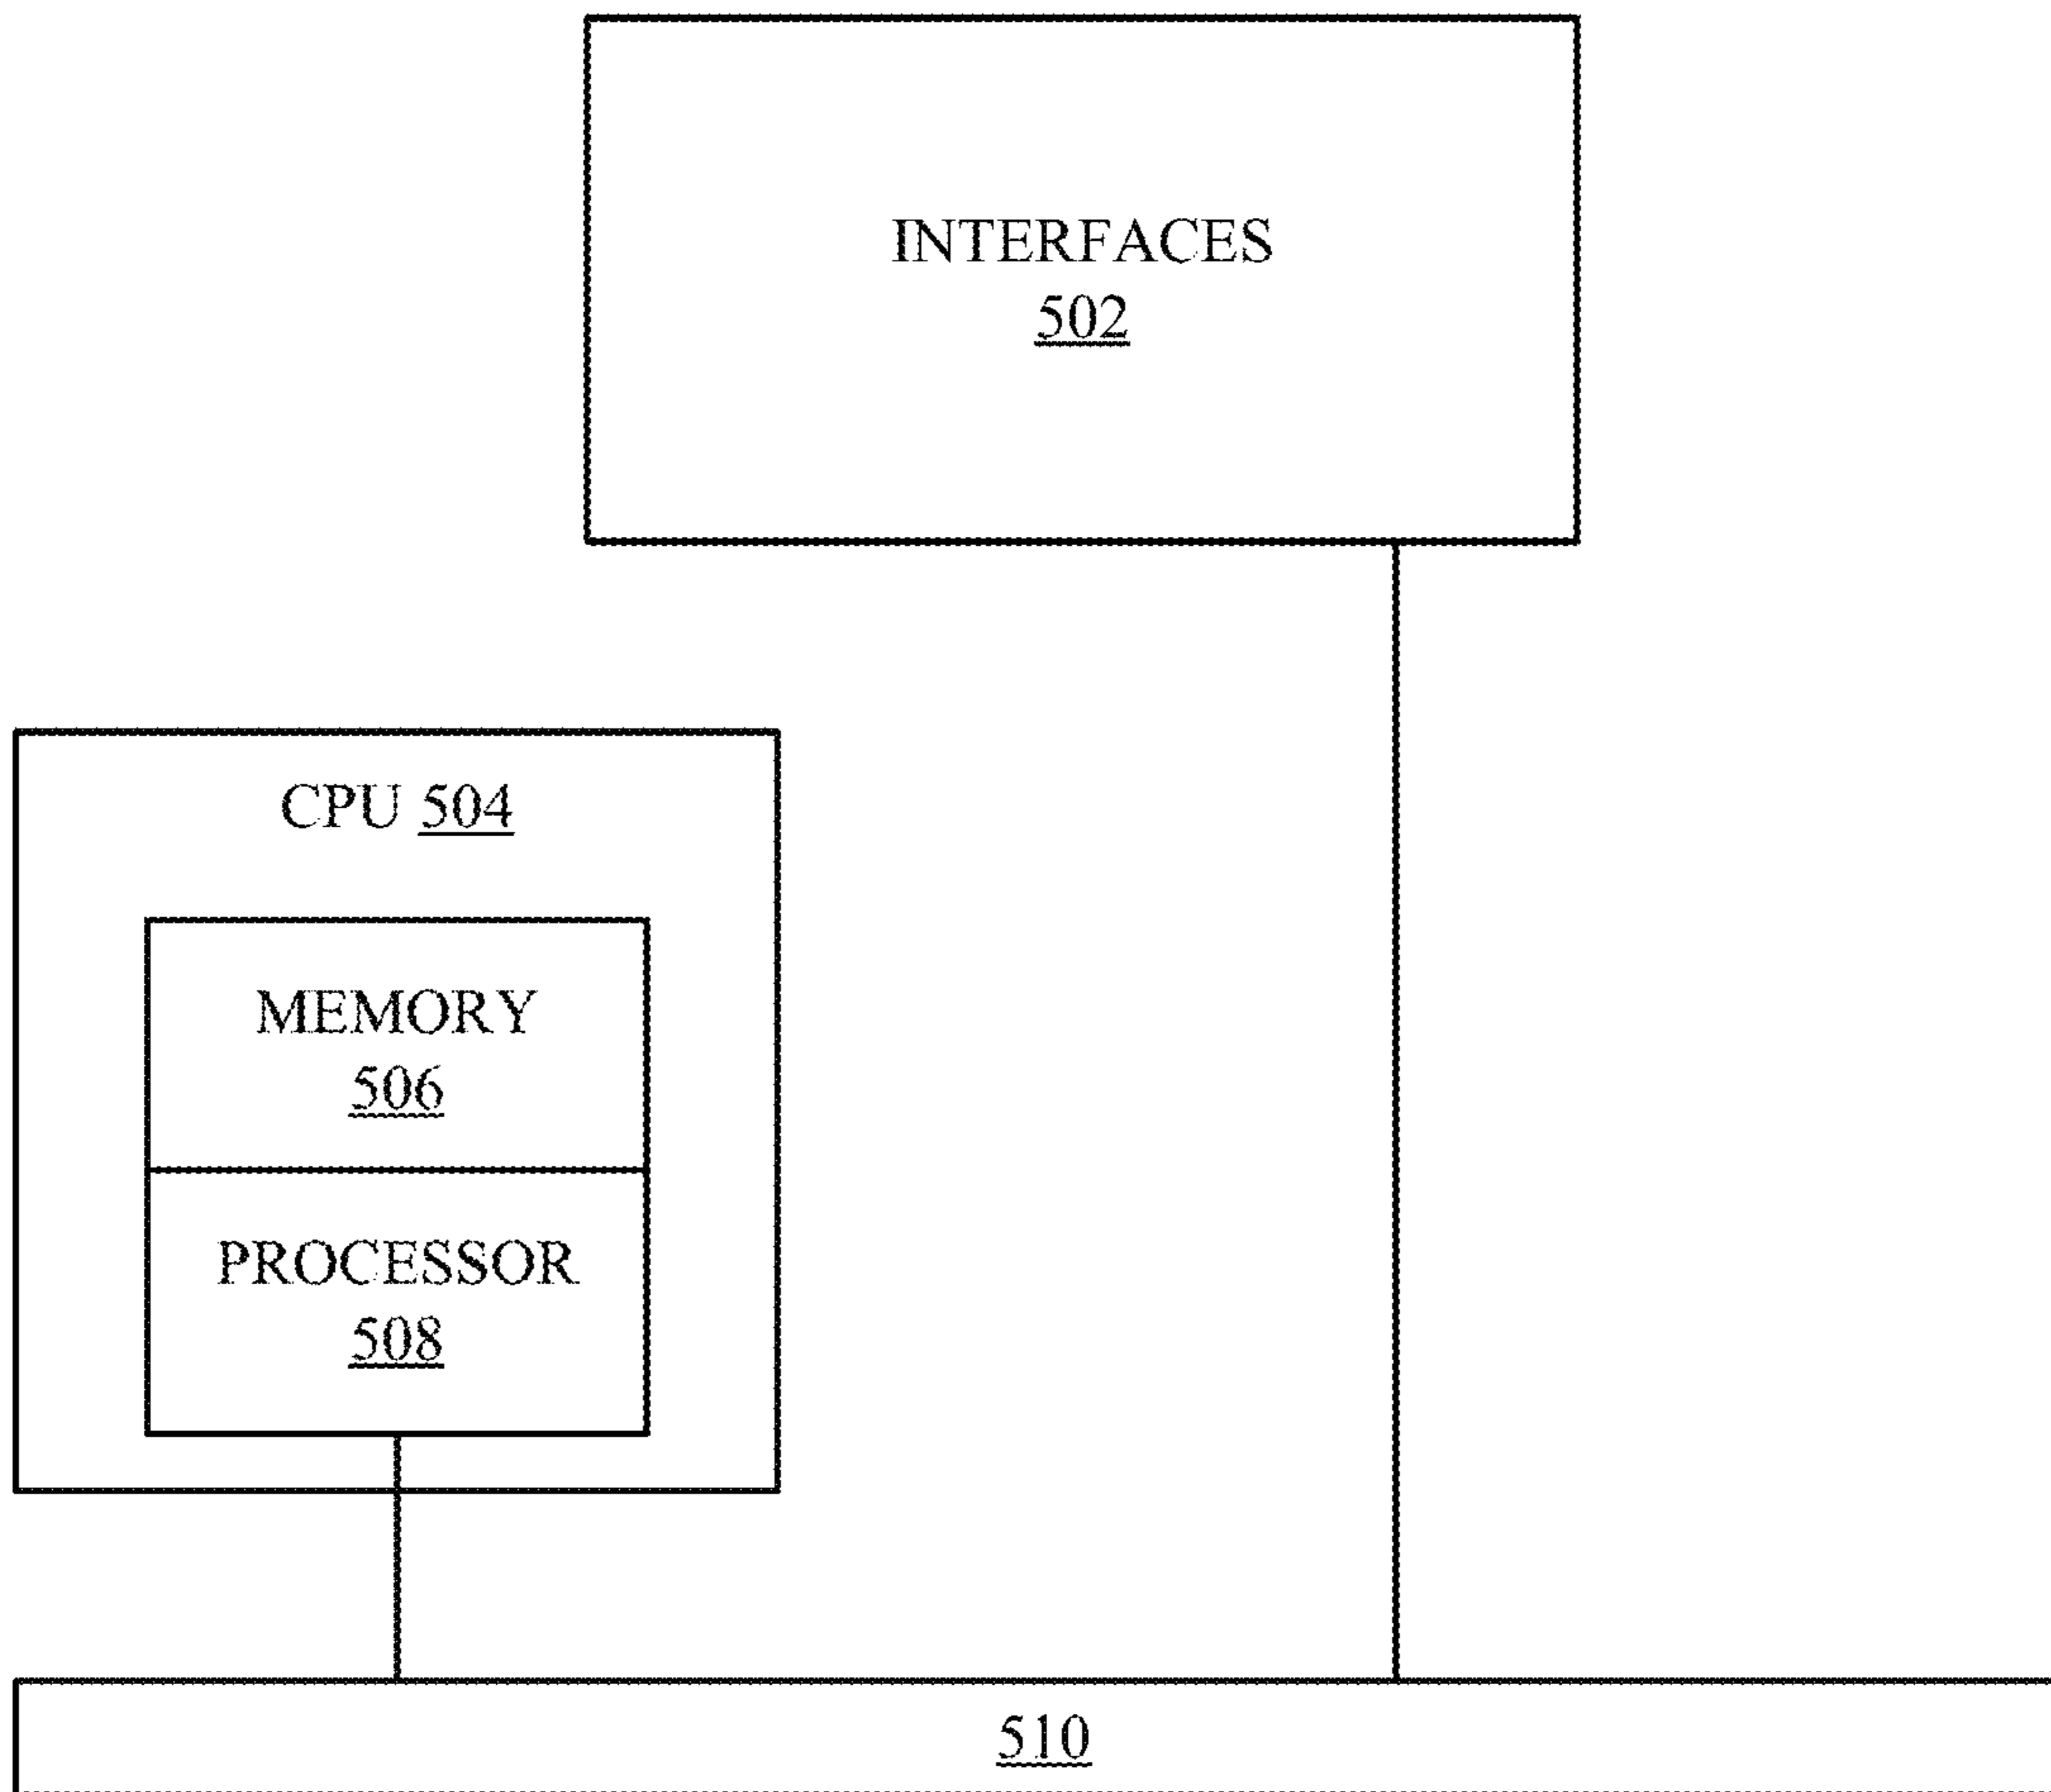 INTERFACES
502
CPU 504
MEMORY
506
PROCESSOR
508
510